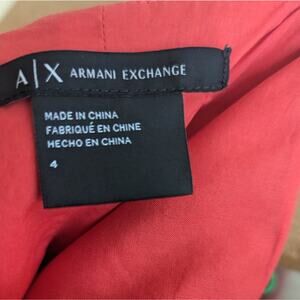 A|X ARMANI EXCHANGE
MADE IN CHINA
FABRIQUÉ EN CHINE
HECHO EN CHINA
4